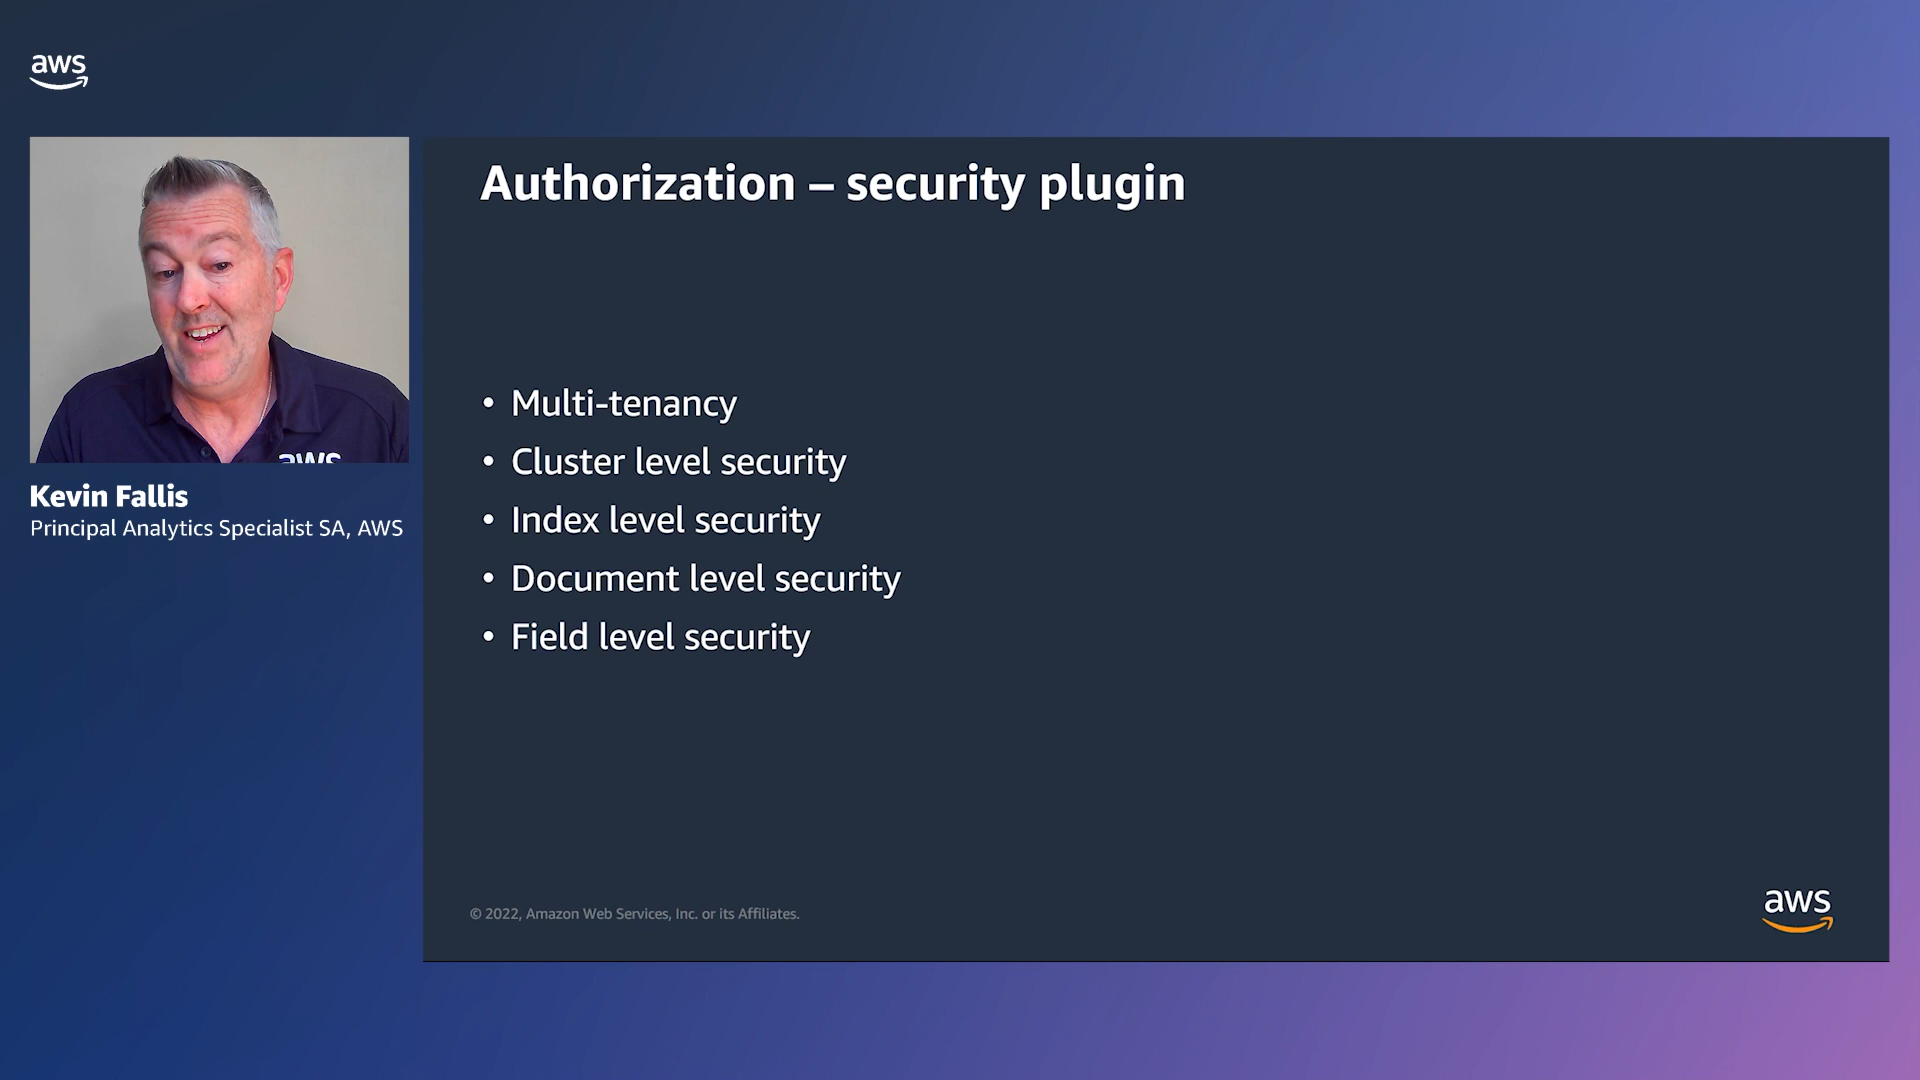 aws
Authorization – security plugin
aws
Kevin Fallis
Principal Analytics Specialist SA, AWS
• Multi-tenancy
• Cluster level security
• Index level security
• Document level security
• Field level security
© 2022, Amazon Web Services, Inc. or its Affiliates.
aws